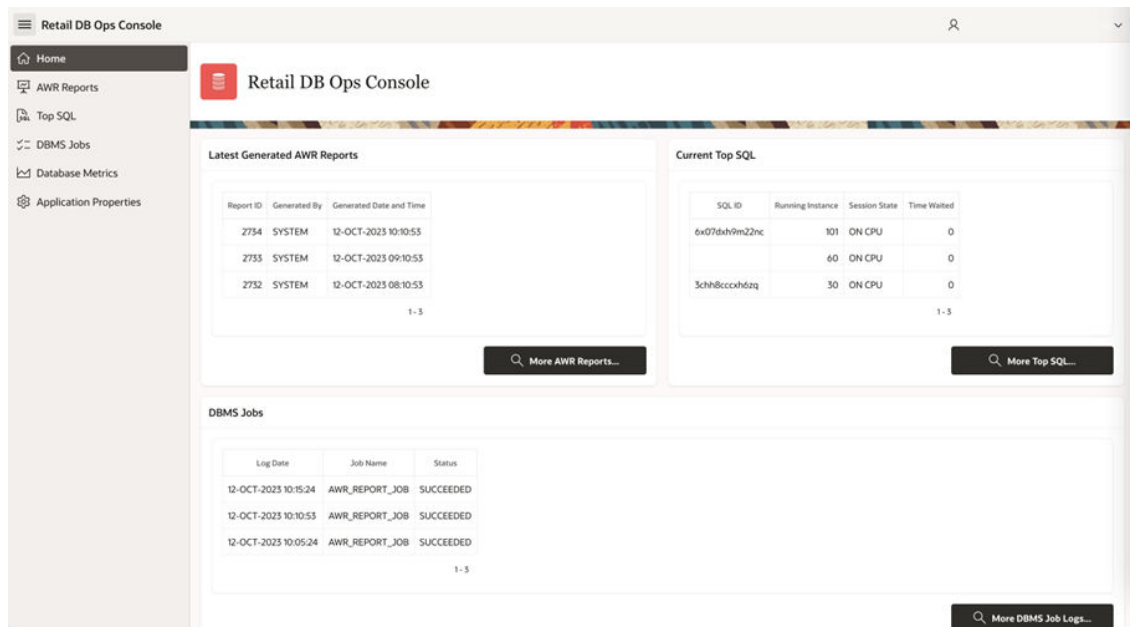 Retail DB Ops Console
Home
AWR Reports
Top SQL
DBMS Jobs
Database Metrics
Application Properties
Retail DB Ops Console
Latest Generated AWR Reports
Report ID Generated By Generated Date and Time
2734 SYSTEM 12-OCT-2023 10:10:53
2733 SYSTEM 12-OCT-2023 09:10:53
2732 SYSTEM 12-OCT-2023 08:10:53
1 - 3
More AWR Reports...
Current Top SQL
SQL ID Running Instance Session State Time Waited
6x07dxh9m22nc 101 ON CPU 0
60 ON CPU 0
3chh8cccxh6zq 30 ON CPU 0
1 - 3
More Top SQL...
DBMS Jobs
Log Date Job Name Status
12-OCT-2023 10:15:24 AWR_REPORT_JOB SUCCEEDED
12-OCT-2023 10:10:53 AWR_REPORT_JOB SUCCEEDED
12-OCT-2023 10:05:24 AWR_REPORT_JOB SUCCEEDED
1 - 3
More DBMS Job Logs...